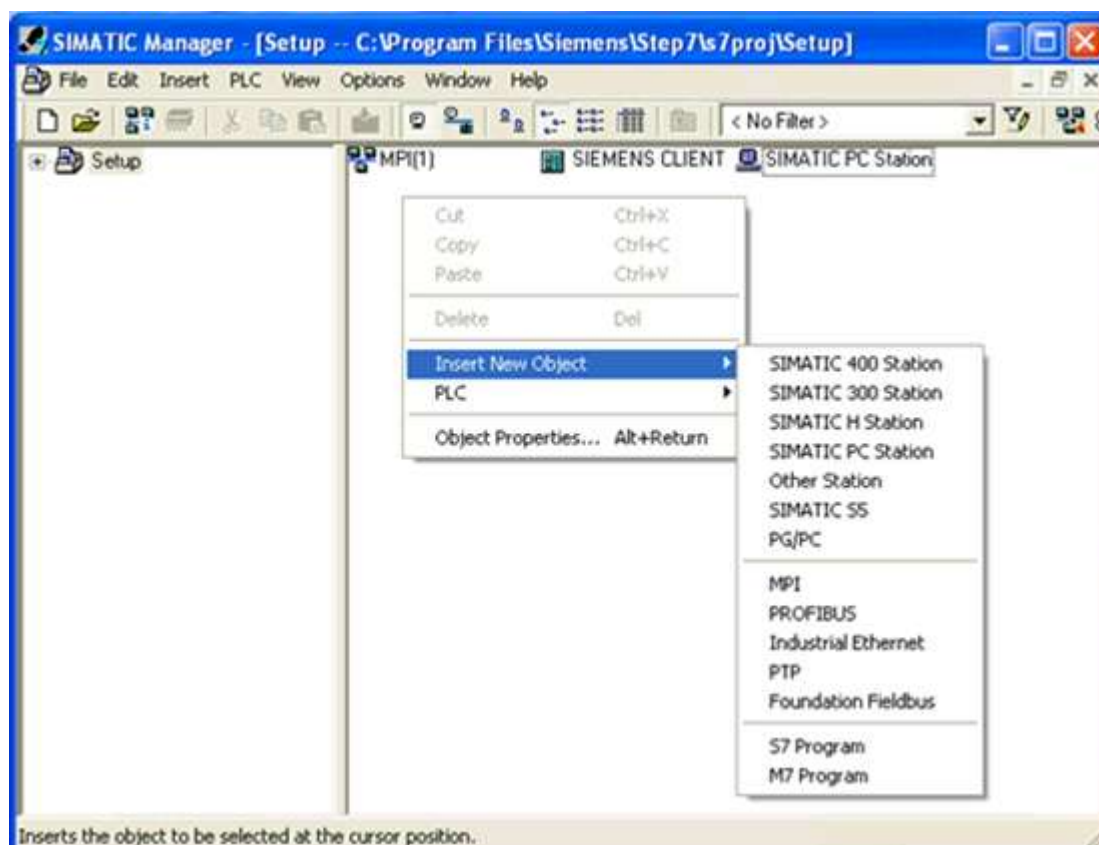 SIMATIC Manager - [Setup -- C:\Program Files\Siemens\Step7\s7proj\Setup]
File Edit Insert PLC View Options Window Help
< No Filter >
Setup
MPI(1) SIEMENS CLIENT SIMATIC PC Station
Cut Ctrl+X
Copy Ctrl+C
Paste Ctrl+V
Delete Del
Insert New Object
PLC
Object Properties... Alt+Return
SIMATIC 400 Station
SIMATIC 300 Station
SIMATIC H Station
SIMATIC PC Station
Other Station
SIMATIC S5
PG/PC
MPI
PROFIBUS
Industrial Ethernet
PTP
Foundation Fieldbus
S7 Program
M7 Program
Inserts the object to be selected at the cursor position.